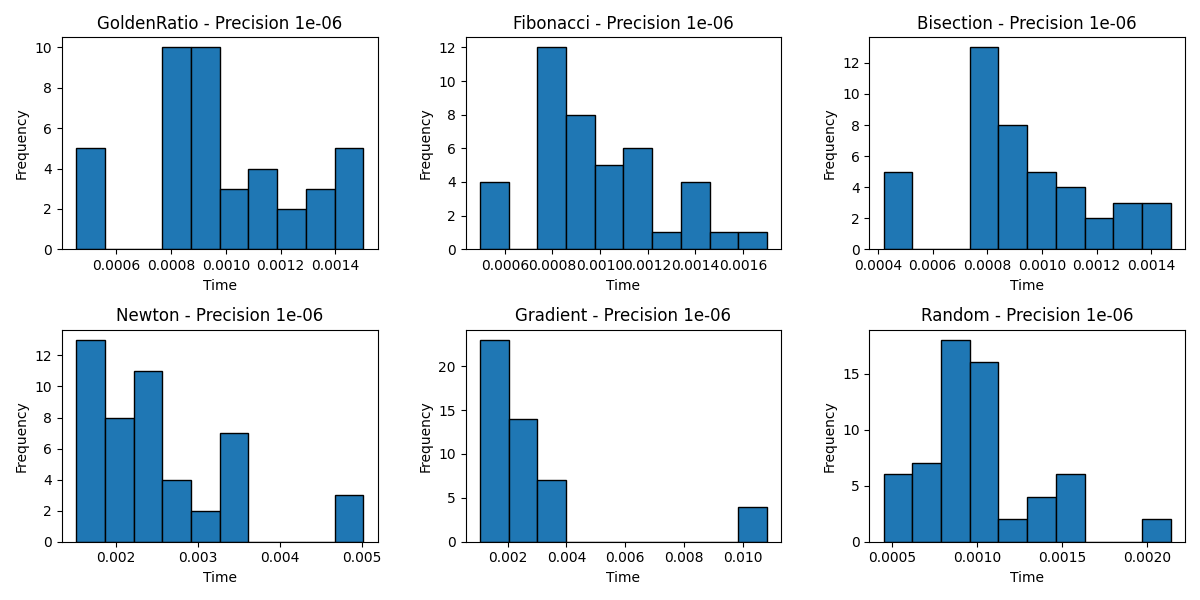 GoldenRatio - Precision 1e-06
Frequency
10
8
6
4
2
0
0.0006 0.0008 0.0010 0.0012 0.0014
Time
Fibonacci - Precision 1e-06
Frequency
12
10
8
6
4
2
0
0.0006 0.0008 0.0010 0.0012 0.0014 0.0016
Time
Bisection - Precision 1e-06
Frequency
12
10
8
6
4
2
0
0.0004 0.0006 0.0008 0.0010 0.0012 0.0014
Time
Newton - Precision 1e-06
Frequency
12
10
8
6
4
2
0
0.002 0.003 0.004 0.005
Time
Gradient - Precision 1e-06
Frequency
20
15
10
5
0
0.002 0.004 0.006 0.008 0.010
Time
Random - Precision 1e-06
Frequency
15
10
5
0
0.0005 0.0010 0.0015 0.0020
Time